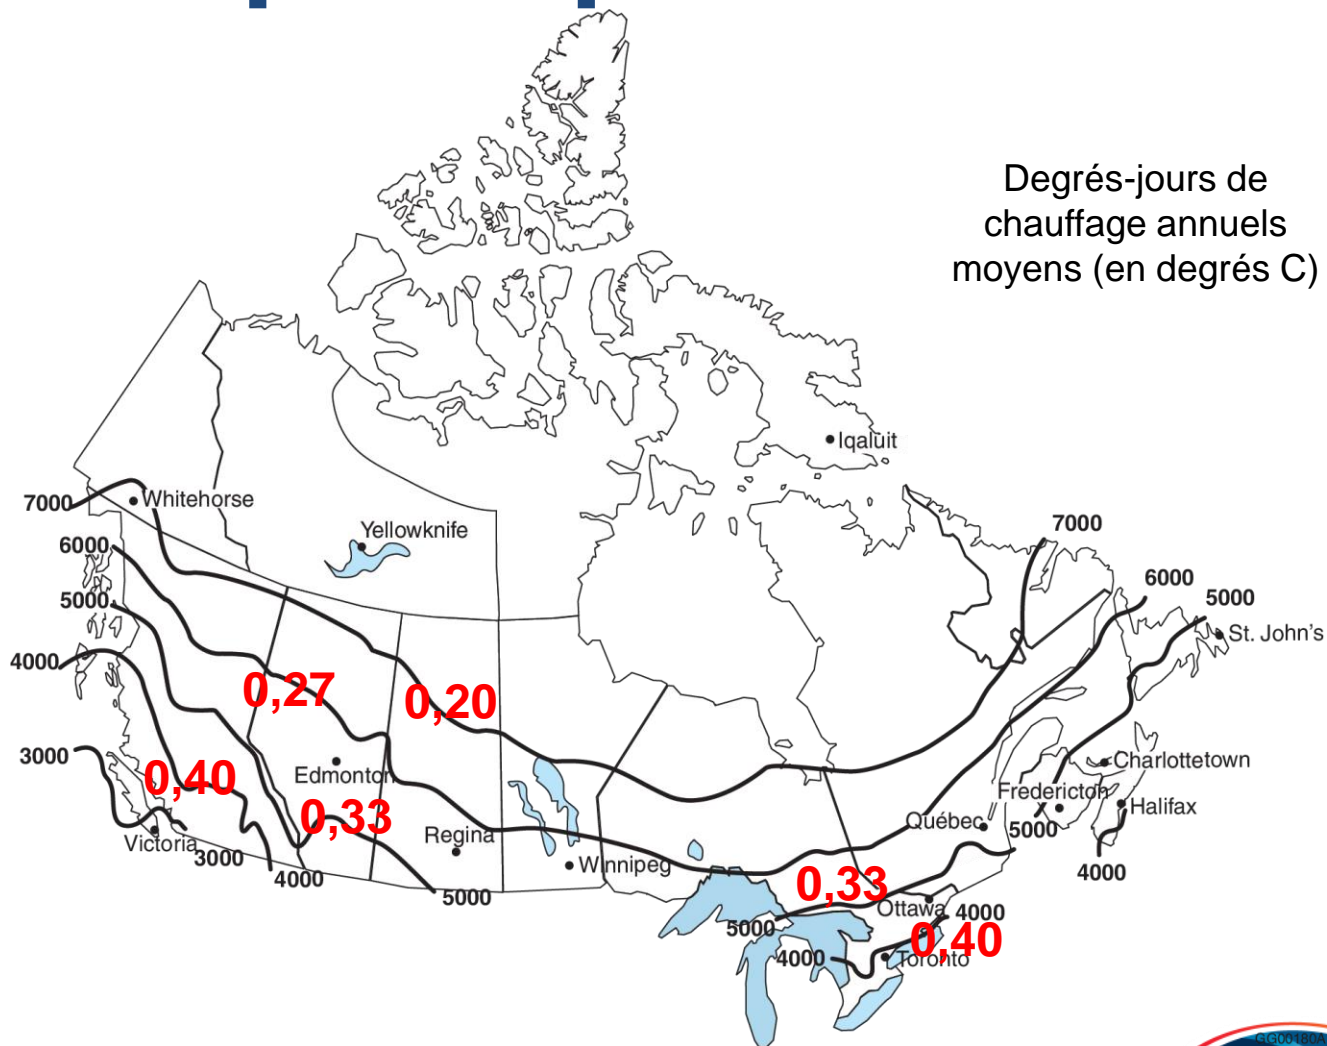 Degrés-jours de
chauffage annuels
moyens (en degrés C)
Iqaluit
7000
Whitehorse
7000
Yellowknife
6000
6000
5000
5000
St. John's
4000
0,27
0,20
3000
0,40
Edmonton
Charlottetown
Fredericton
Halifax
0,33
Québec
5000
Regina
Victoria
3000
Winnipeg
4000
4000
0,33
5000
Ottawa
4000
5000
0,40
4000
Toronto
GG00180A